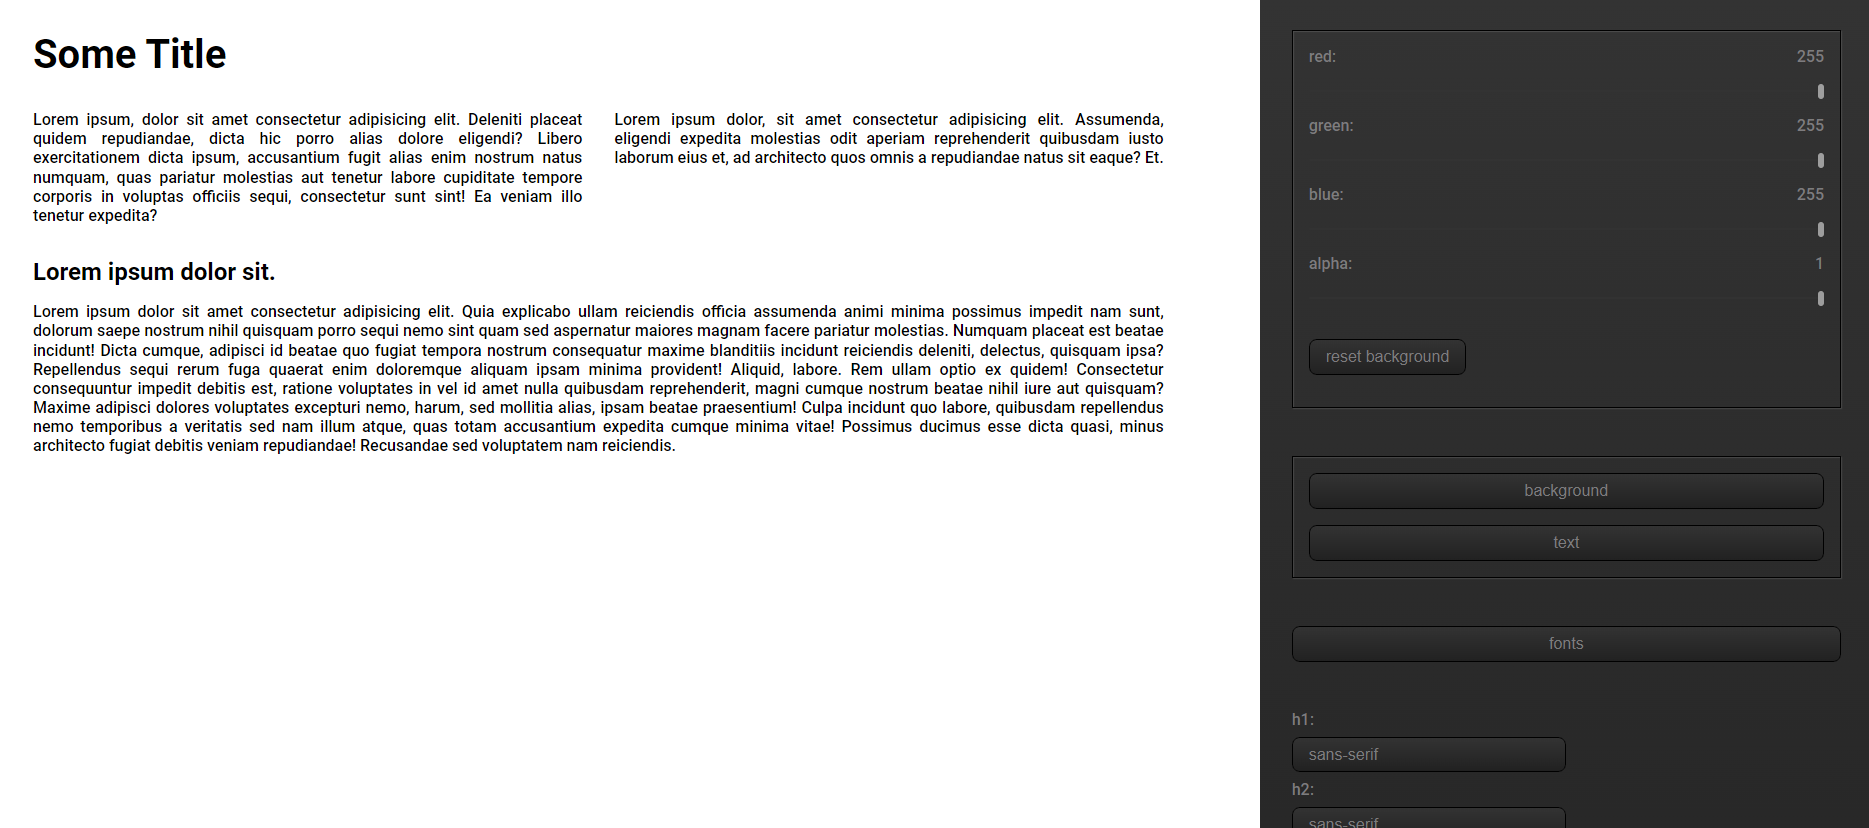 Some Title
Lorem ipsum, dolor sit amet consectetur adipisicing elit. Deleniti placeat
quidem repudiandae, dicta hic porro alias dolore eligendi? Libero
exercitationem dicta ipsum, accusantium fugit alias enim nostrum natus
numquam, quas pariatur molestias aut tenetur labore cupiditate tempore
corporis in voluptas officiis sequi, consectetur sunt sint! Ea veniam illo
tenetur expedita?
Lorem ipsum dolor, sit amet consectetur adipisicing elit. Assumenda,
eligendi expedita molestias odit aperiam reprehenderit quibusdam iusto
laborum eius et, ad architecto quos omnis a repudiandae natus sit eaque? Et.
Lorem ipsum dolor sit.
Lorem ipsum dolor sit amet consectetur adipisicing elit. Quia explicabo ullam reiciendis officia assumenda animi minima possimus impedit nam sunt,
dolorum saepe nostrum nihil quisquam porro sequi nemo sint quam sed aspernatur maiores magnam facere pariatur molestias. Numquam placeat est beatae
incidunt! Dicta cumque, adipisci id beatae quo fugiat tempora nostrum consequatur maxime blanditiis incidunt reiciendis deleniti, delectus, quisquam ipsa?
Repellendus sequi rerum fuga quaerat enim doloremque aliquam ipsam minima provident! Aliquid, labore. Rem ullam optio ex quidem! Consectetur
consequuntur impedit debitis est, ratione voluptates in vel id amet nulla quibusdam reprehenderit, magni cumque nostrum beatae nihil iure aut quisquam?
Maxime adipisci dolores voluptates excepturi nemo, harum, sed mollitia alias, ipsam beatae praesentium! Culpa incidunt quo labore, quibusdam repellendus
nemo temporibus a veritatis sed nam illum atque, quas totam accusantium expedita cumque minima vitae! Possimus ducimus esse dicta quasi, minus
architecto fugiat debitis veniam repudiandae! Recusandae sed voluptatem nam reiciendis.
red: 255
green: 255
blue: 255
alpha: 1
reset background
background
text
fonts
h1:
sans-serif
h2:
sans-serif